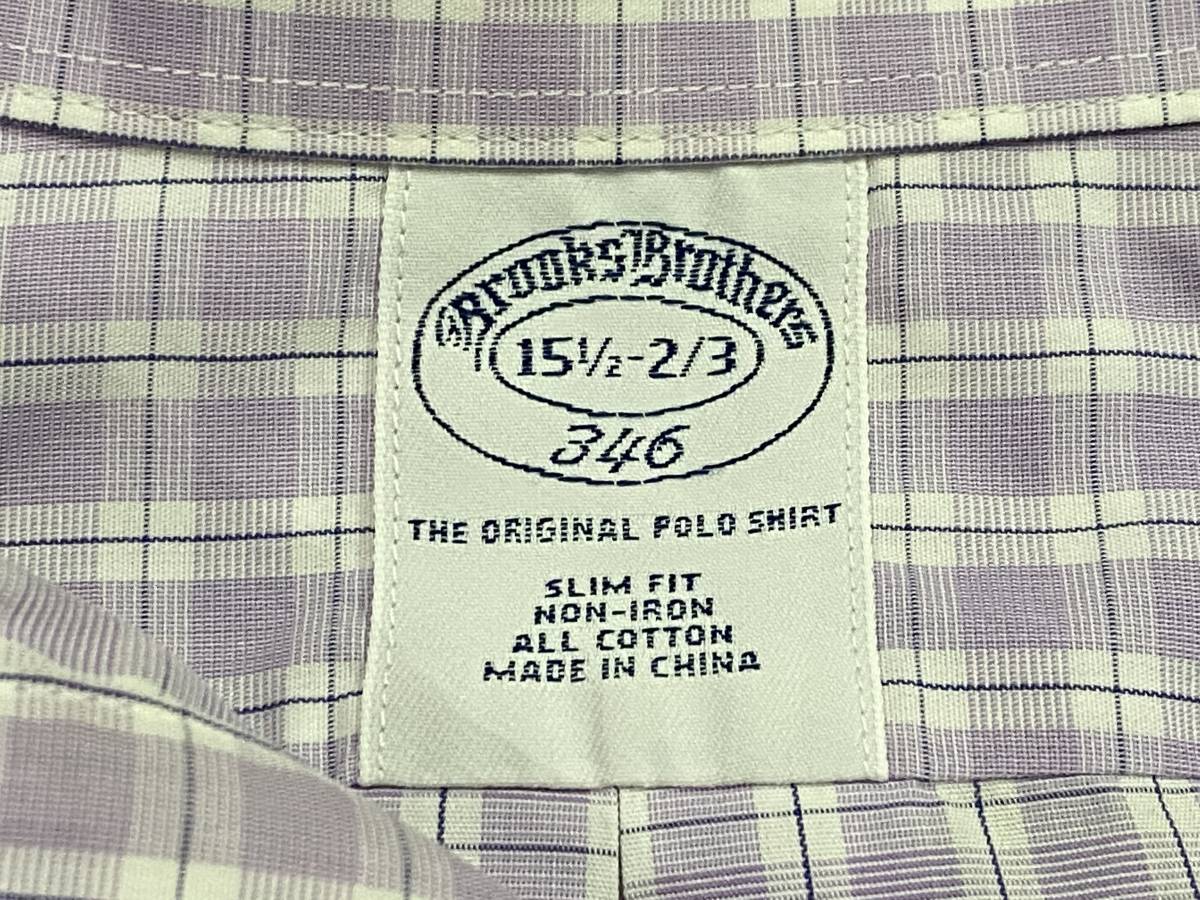 Brooks Brothers
15½-2/3
346
THE ORIGINAL POLO SHIRT
SLIM FIT
NON-IRON
ALL COTTON
MADE IN CHINA